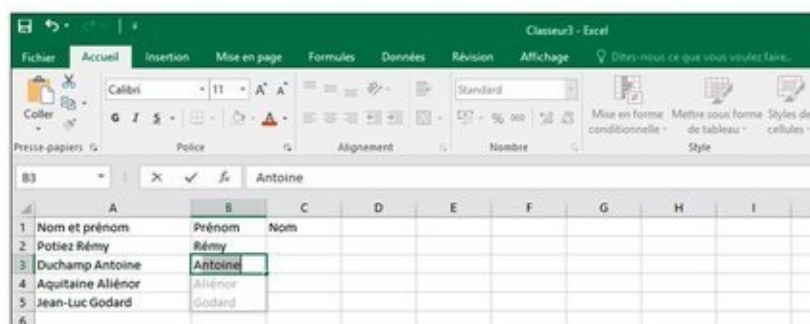 Classeur3 - Excel
Fichier Accueil Insertion Mise en page Formules Données Révision Affichage Dites-nous ce que vous voulez faire...
Coller Calibri 11 A A Standard Mise en forme conditionnelle Mettre sous forme de tableau Styles de cellules
G I S A % 000
Presse-papiers Police Alignement Nombre Style
B3 fx Antoine
A B C D E F G H I
1 Nom et prénom Prénom Nom
2 Potiez Rémy Rémy
3 Duchamp Antoine Antoine
4 Aquitaine Aliénor Aliénor
5 Jean-Luc Godard Godard
6